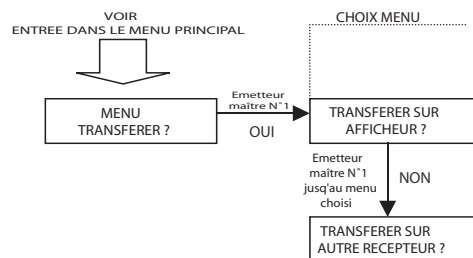 VOIR
ENTREE DANS LE MENU PRINCIPAL
CHOIX MENU
MENU
TRANSFERER ?
Emetteur
maître N°1
OUI
TRANSFERER SUR
AFFICHEUR ?
Emetteur
maître N°1
jusqu'au menu
choisi
NON
TRANSFERER SUR
AUTRE RECEPTEUR ?